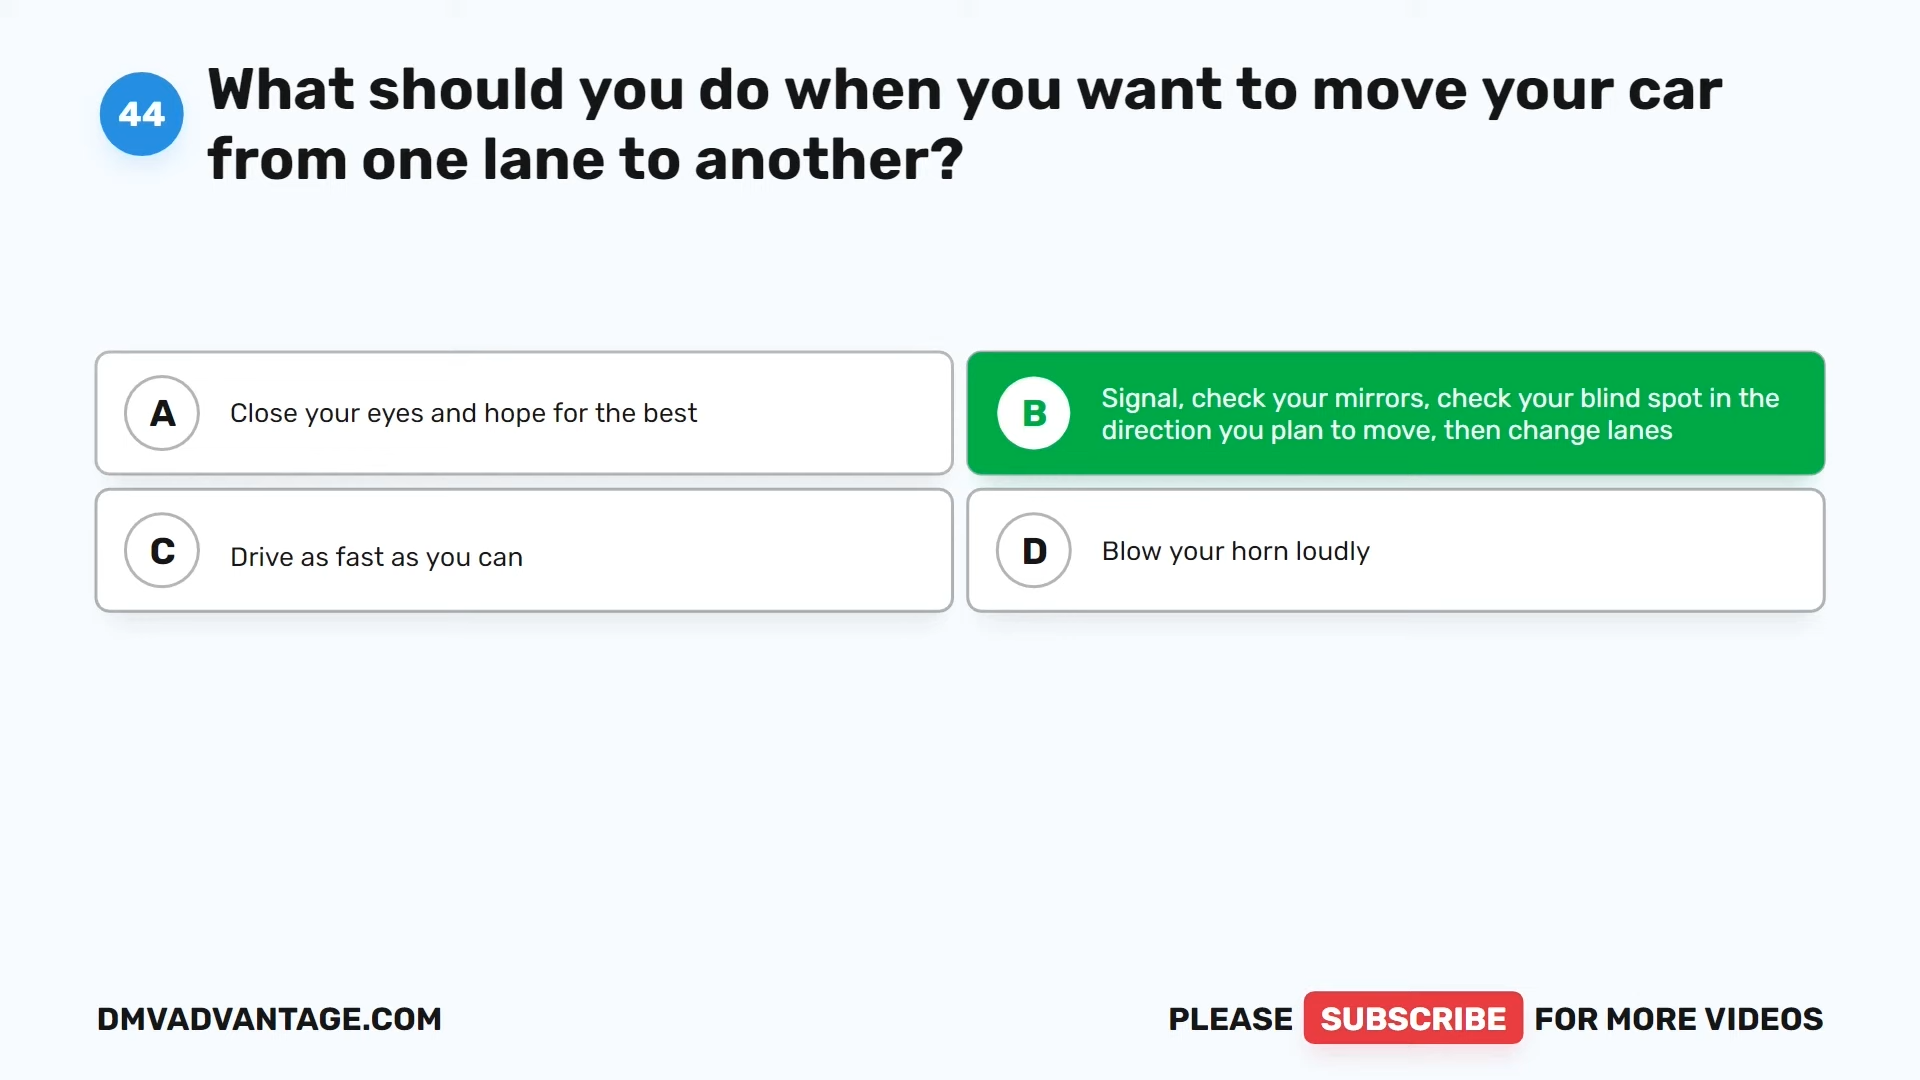 44
What should you do when you want to move your car
from one lane to another?
A
Close your eyes and hope for the best
B
Signal, check your mirrors, check your blind spot in the
direction you plan to move, then change lanes
C
Drive as fast as you can
D
Blow your horn loudly
DMVADVANTAGE.COM
PLEASE SUBSCRIBE FOR MORE VIDEOS